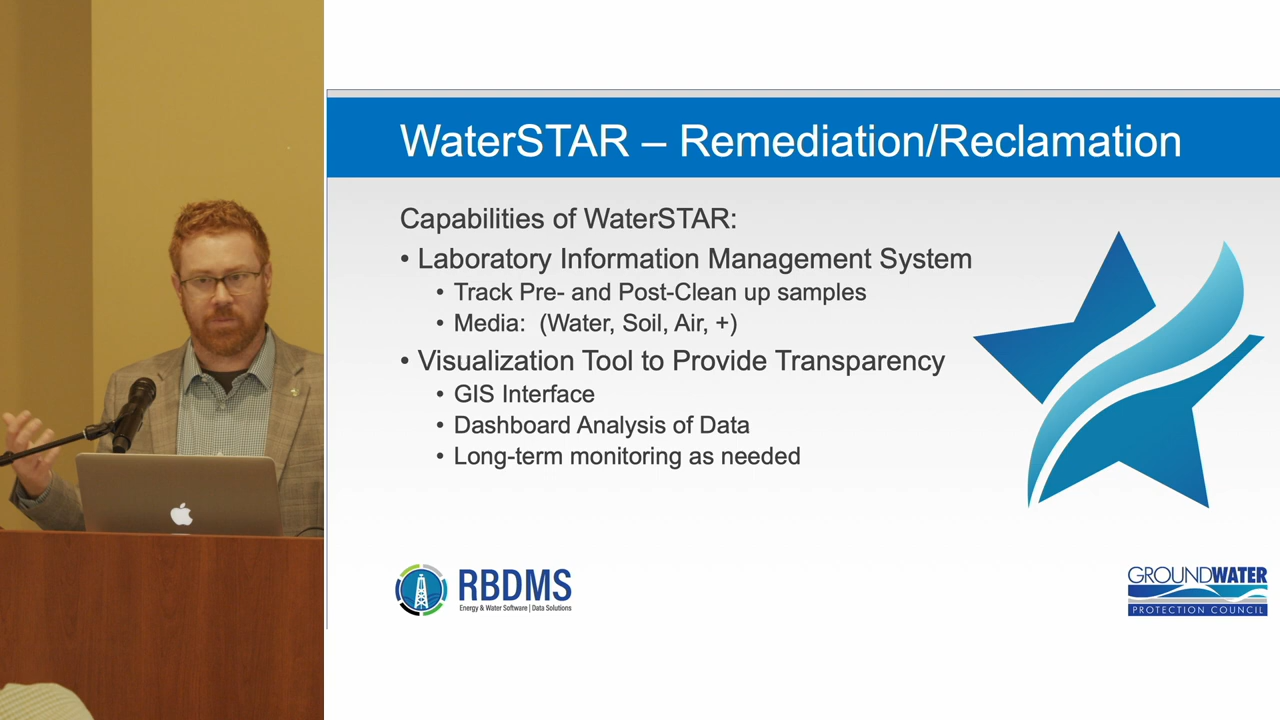 WaterSTAR – Remediation/Reclamation
Capabilities of WaterSTAR:
• Laboratory Information Management System
• Track Pre- and Post-Clean up samples
• Media: (Water, Soil, Air, +)
• Visualization Tool to Provide Transparency
• GIS Interface
• Dashboard Analysis of Data
• Long-term monitoring as needed
RBDMS
Energy & Water Software | Data Solutions
GROUNDWATER
PROTECTION COUNCIL